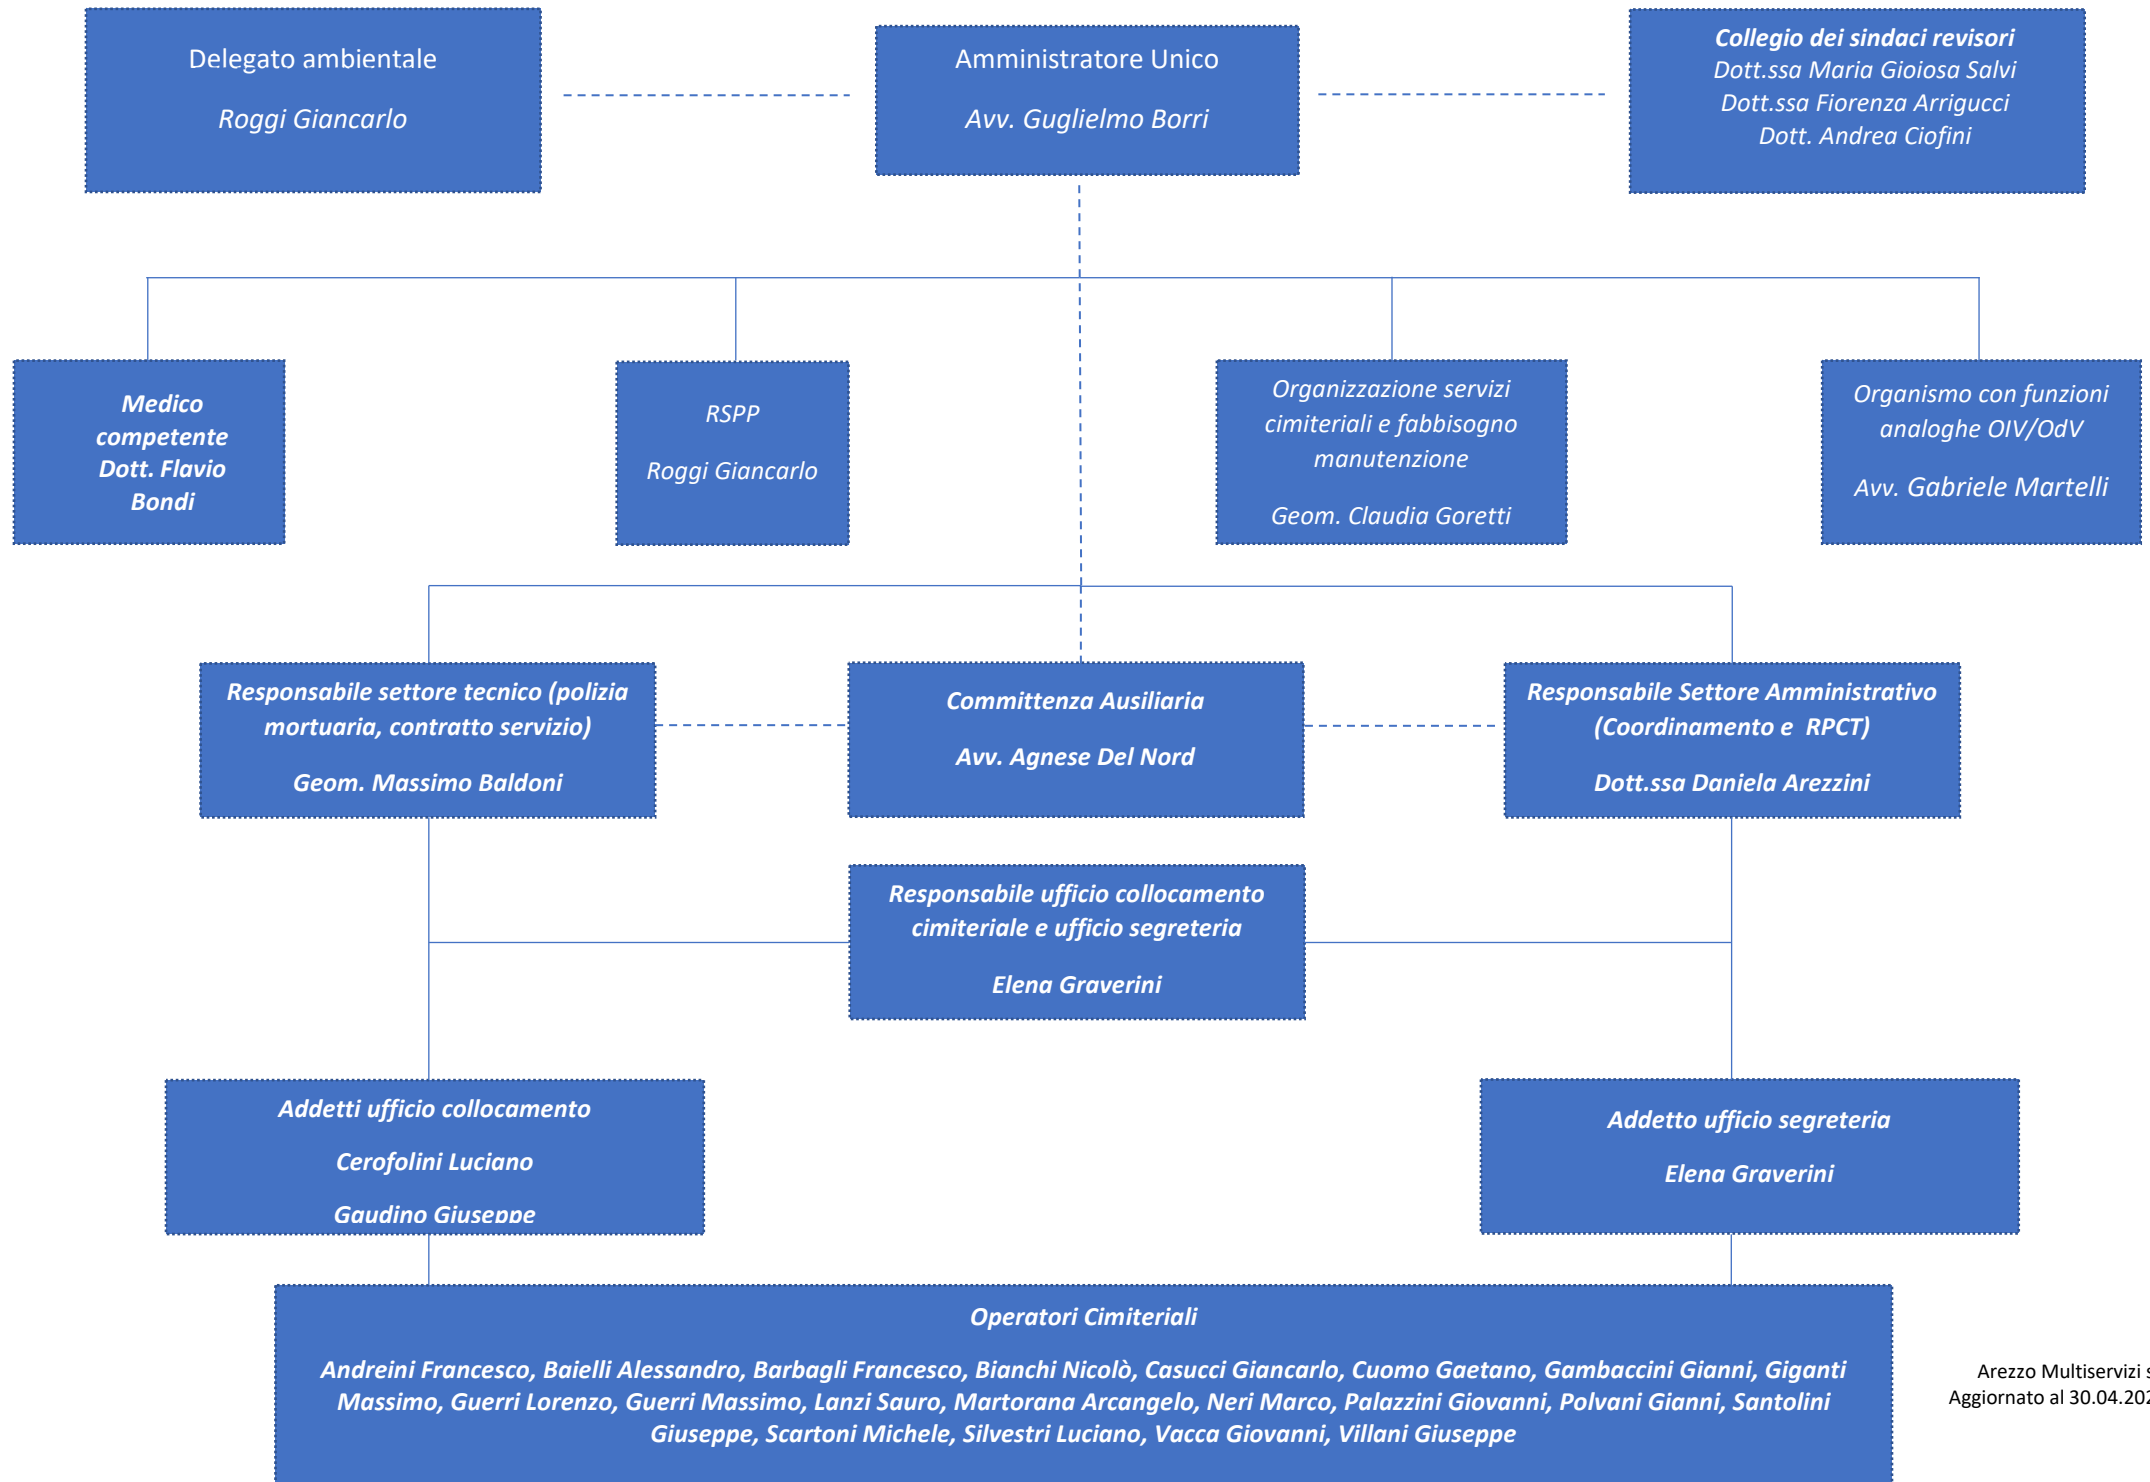 Delegato ambientale
Roggi Giancarlo
Amministratore Unico
Avv. Guglielmo Borri
Collegio dei sindaci revisori
Dott.ssa Maria Gioiosa Salvi
Dott.ssa Fiorenza Arrigucci
Dott. Andrea Ciofini
Medico
competente
Dott. Flavio
Bondi
RSPP
Roggi Giancarlo
Organizzazione servizi
cimiteriali e fabbisogno
manutenzione
Geom. Claudia Goretti
Organismo con funzioni
analoghe OIV/OdV
Avv. Gabriele Martelli
Responsabile settore tecnico (polizia
mortuaria, contratto servizio)
Geom. Massimo Baldoni
Committenza Ausiliaria
Avv. Agnese Del Nord
Responsabile Settore Amministrativo
(Coordinamento e RPCT)
Dott.ssa Daniela Arezzini
Responsabile ufficio collocamento
cimiteriale e ufficio segreteria
Elena Graverini
Addetti ufficio collocamento
Cerofolini Luciano
Gaudino Giuseppe
Addetto ufficio segreteria
Elena Graverini
Operatori Cimiteriali
Andreini Francesco, Baielli Alessandro, Barbagli Francesco, Bianchi Nicolò, Casucci Giancarlo, Cuomo Gaetano, Gambaccini Gianni, Giganti
Massimo, Guerri Lorenzo, Guerri Massimo, Lanzi Sauro, Martorana Arcangelo, Neri Marco, Palazzini Giovanni, Polvani Gianni, Santolini
Giuseppe, Scartoni Michele, Silvestri Luciano, Vacca Giovanni, Villani Giuseppe
Arezzo Multiservizi s
Aggiornato al 30.04.202